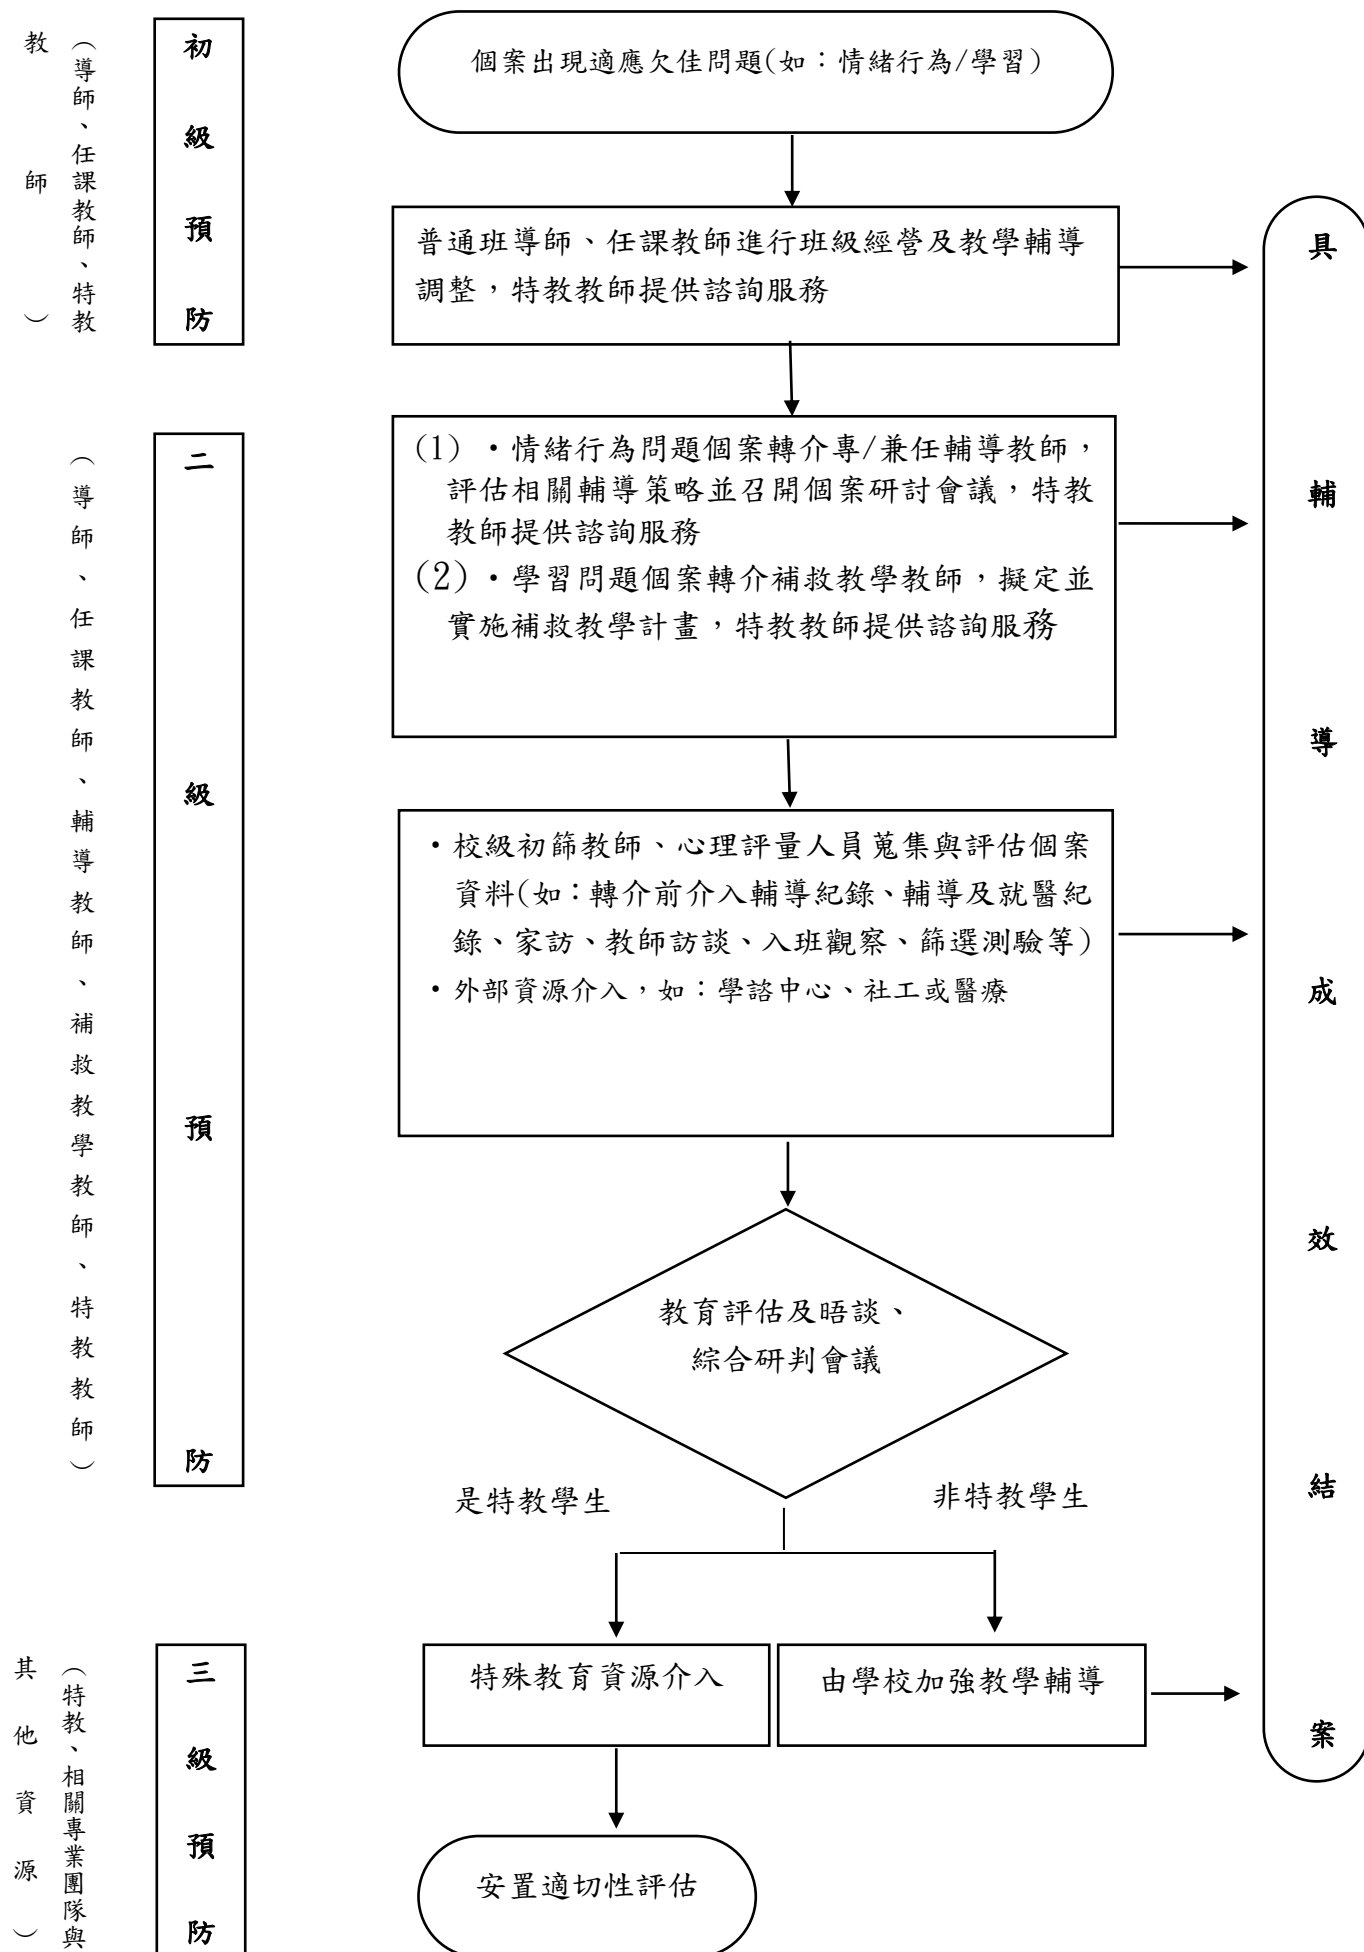 （導師、任課教師、特教
教師）
初級預防
個案出現適應欠佳問題(如：情緒行為/學習)
普通班導師、任課教師進行班級經營及教學輔導
調整，特教教師提供諮詢服務
（導師、任課教師、輔導教師、補救教學教師、特教教師）
二級預防
(1)・情緒行為問題個案轉介專/兼任輔導教師，
評估相關輔導策略並召開個案研討會議，特教
教師提供諮詢服務
(2)・學習問題個案轉介補救教學教師，擬定並
實施補救教學計畫，特教教師提供諮詢服務
・校級初篩教師、心理評量人員蒐集與評估個案
資料(如：轉介前介入輔導紀錄、輔導及就醫紀
錄、家訪、教師訪談、入班觀察、篩選測驗等)
・外部資源介入，如：學諮中心、社工或醫療
教育評估及晤談、
綜合研判會議
是特教學生
非特教學生
（特教、相關專業團隊與
其他資源）
三級預防
特殊教育資源介入
由學校加強教學輔導
安置適切性評估
具輔導成效結案